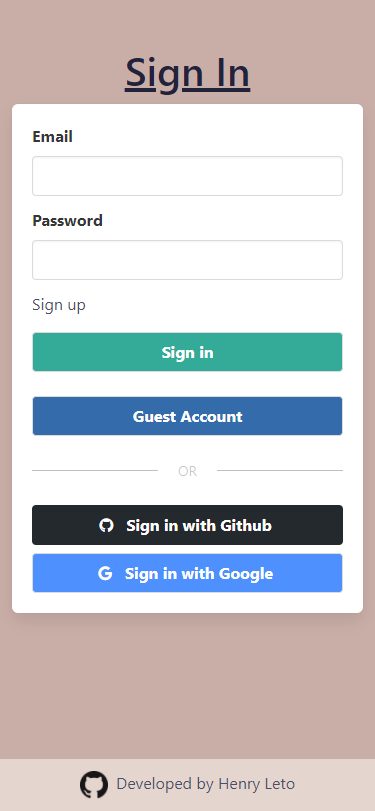 Sign In
Email
Password
Sign up
Sign in
Guest Account
OR
Sign in with Github
Sign in with Google
Developed by Henry Leto